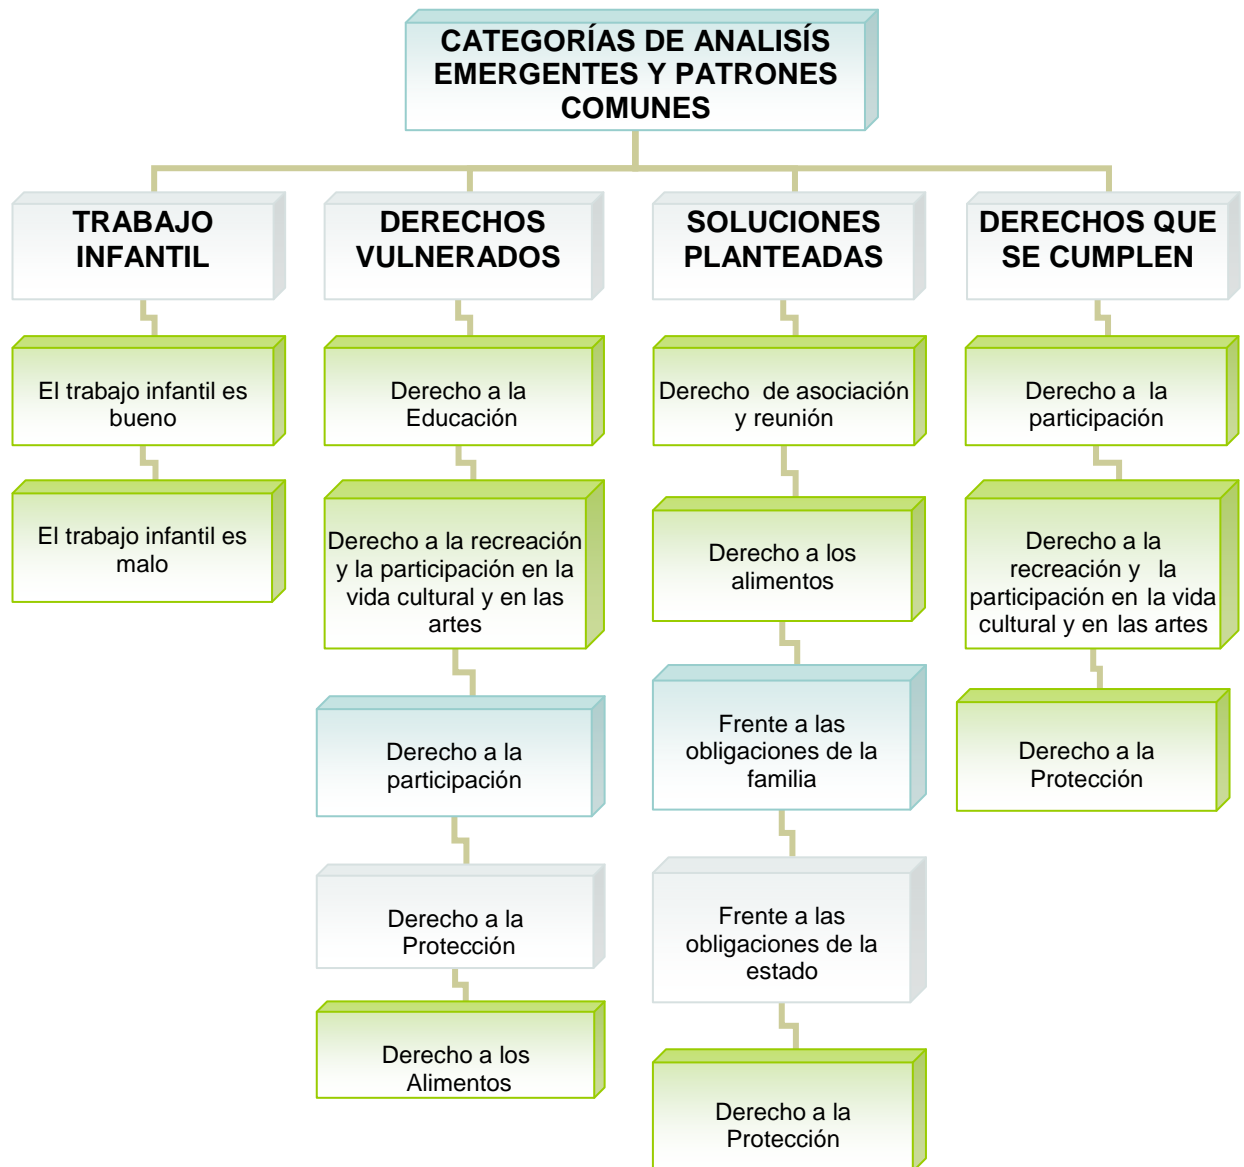 CATEGORÍAS DE ANALISÍS
EMERGENTES Y PATRONES
COMUNES
TRABAJO
INFANTIL
El trabajo infantil es
bueno
El trabajo infantil es
malo
DERECHOS
VULNERADOS
Derecho a la
Educación
Derecho a la recreación
y la participación en la
vida cultural y en las
artes
Derecho a la
participación
Derecho a la
Protección
Derecho a los
Alimentos
SOLUCIONES
PLANTEADAS
Derecho de asociación
y reunión
Derecho a los
alimentos
Frente a las
obligaciones de la
familia
Frente a las
obligaciones de la
estado
Derecho a la
Protección
DERECHOS QUE
SE CUMPLEN
Derecho a la
participación
Derecho a la
recreación y la
participación en la vida
cultural y en las artes
Derecho a la
Protección